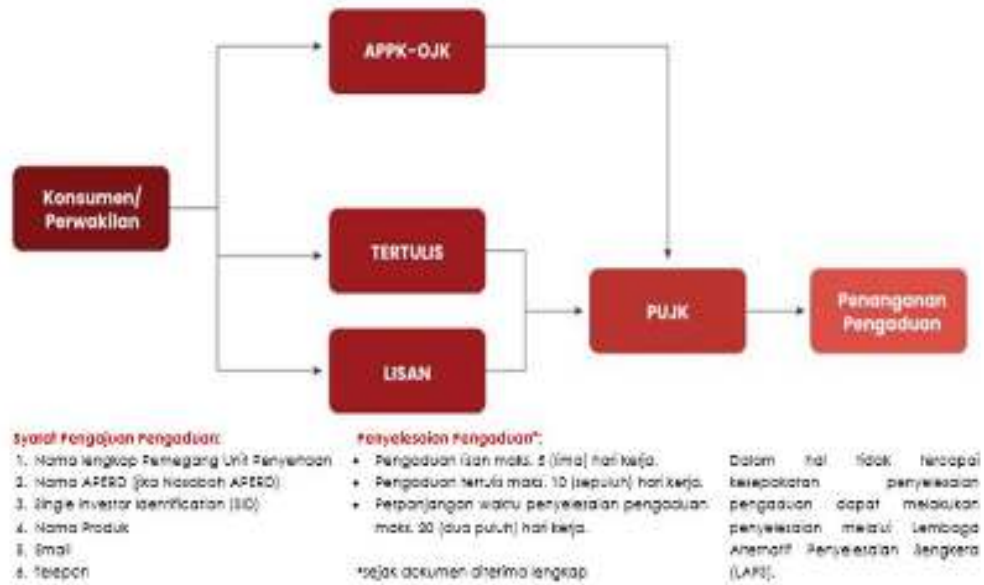 APPK-OJK
Konsumen/
Perwakilan
TERTULIS
LISAN
PUJK
Penanganan
Pengaduan
Syarat Pengajuan Pengaduan:
1. Nama lengkap Pemegang Unit Penyertaan
2. Nama APERD (jika Nasabah APERD)
3. Single Investor Identification (SID)
4. Nama Produk
5. Email
6. Telepon
Penyelesaian Pengaduan*:
• Pengaduan lisan maks. 5 (lima) hari kerja.
• Pengaduan tertulis maks. 10 (sepuluh) hari kerja.
• Perpanjangan waktu penyelesaian pengaduan
maks. 20 (dua puluh) hari kerja.
*sejak dokumen diterima lengkap
Dalam hal tidak tercapai
kesepakatan penyelesaian
pengaduan dapat melakukan
penyelesaian melalui Lembaga
Alternatif Penyelesaian Sengketa
(LAPS).